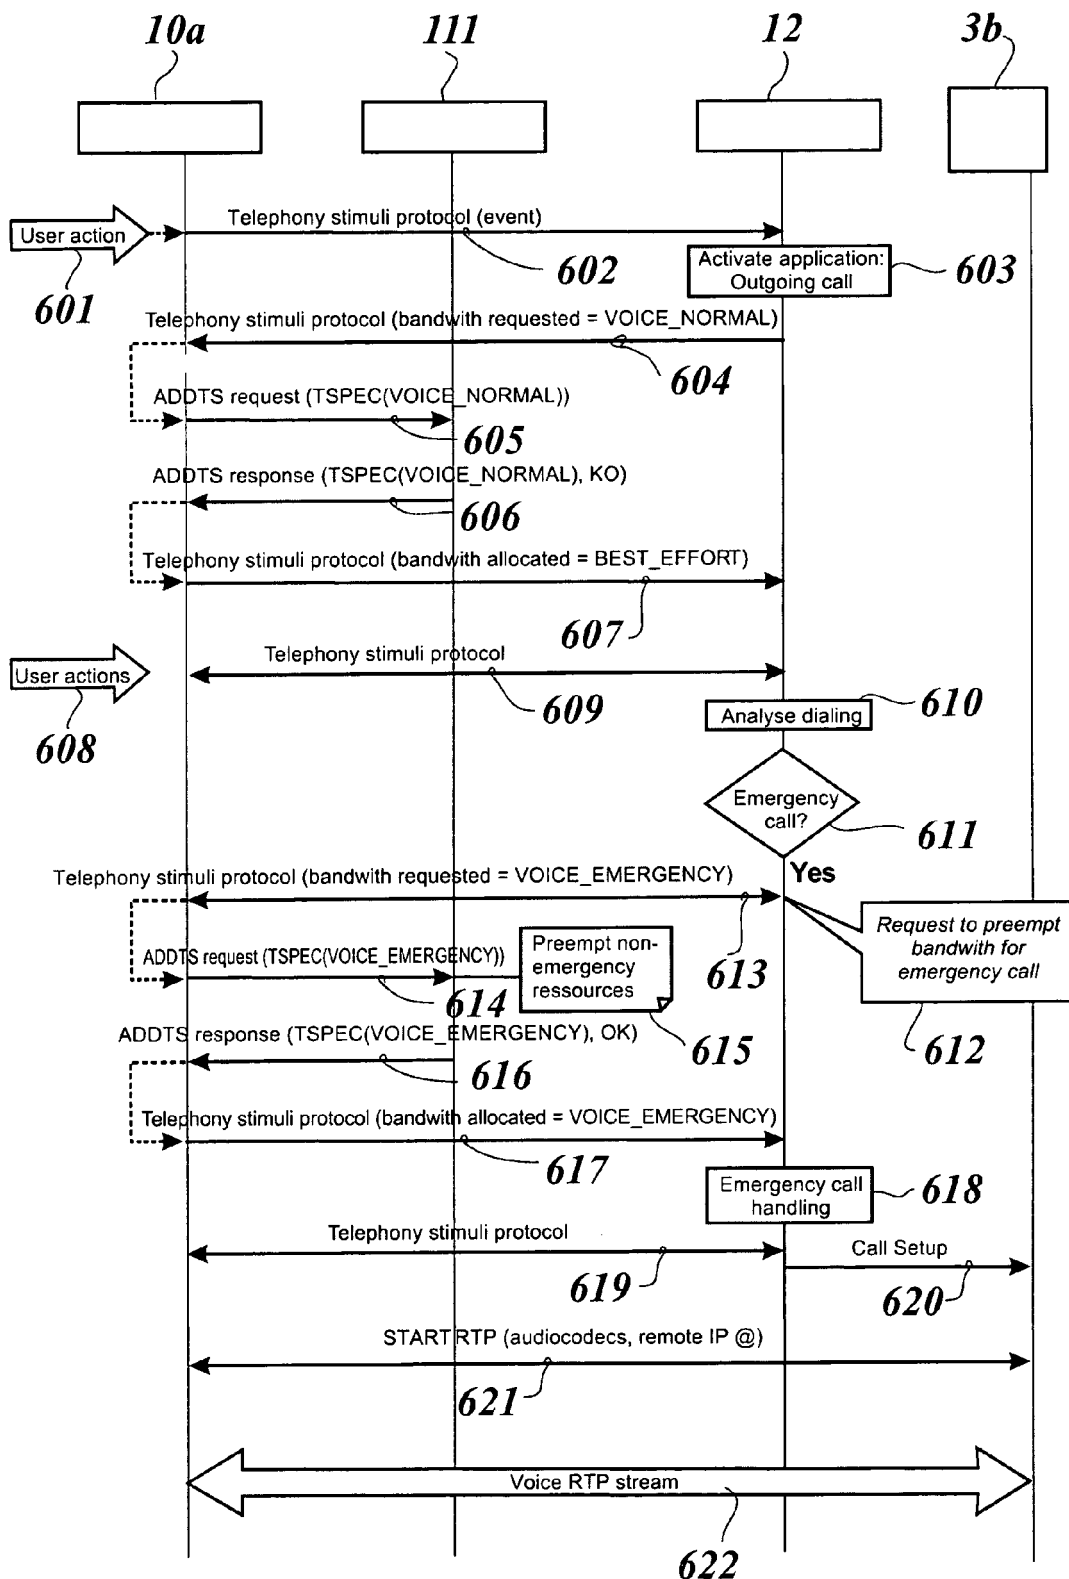 10a 111 12 3b
Telephony stimuli protocol (event)
User action
601 602
Activate application:
Outgoing call
603
Telephony stimuli protocol (bandwith requested = VOICE_NORMAL)
604
ADDTS request (TSPEC(VOICE_NORMAL))
605
ADDTS response (TSPEC(VOICE_NORMAL), KO)
606
Telephony stimuli protocol (bandwith allocated = BEST_EFFORT)
607
User actions
608
Telephony stimuli protocol
609
Analyse dialing
610
Emergency
call?
611
Yes
Telephony stimuli protocol (bandwith requested = VOICE_EMERGENCY)
613
Request to preempt
bandwith for
emergency call
612
ADDTS request (TSPEC(VOICE_EMERGENCY))
614
Preempt non-
emergency
ressources
615
ADDTS response (TSPEC(VOICE_EMERGENCY), OK)
616
Telephony stimuli protocol (bandwith allocated = VOICE_EMERGENCY)
617
Emergency call
handling
618
Telephony stimuli protocol
619
Call Setup
620
START RTP (audiocodecs, remote IP @)
621
Voice RTP stream
622